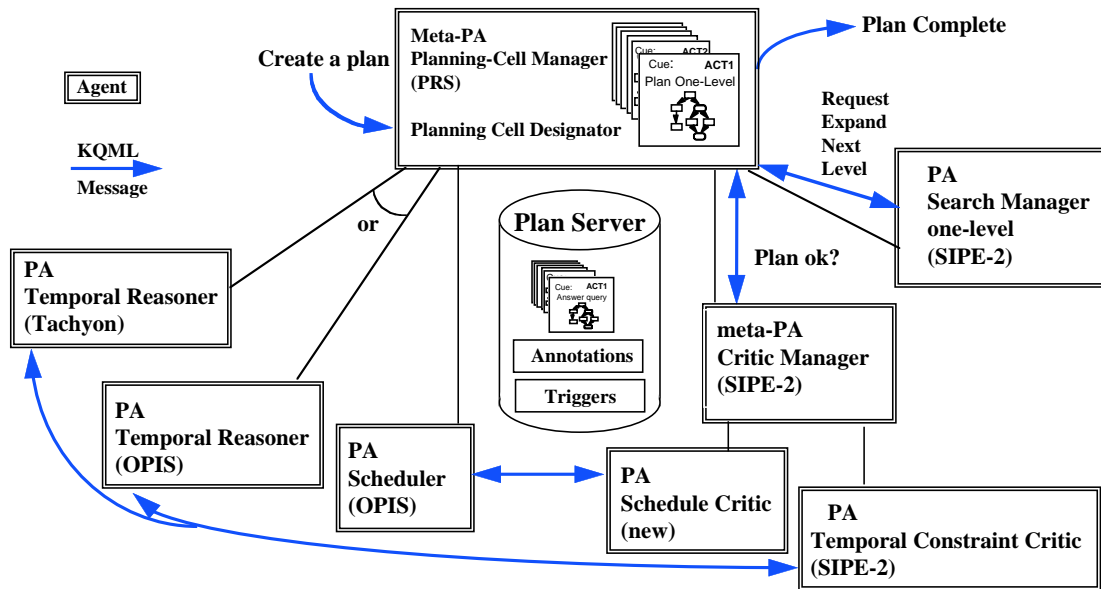 Meta-PA
Planning-Cell Manager
(PRS)
Planning Cell Designator
Cue: ACT2
Cue: ACT1
Plan One-Level
Create a plan
Plan Complete
Agent
KQML
Message
Request
Expand
Next
Level
PA
Search Manager
one-level
(SIPE-2)
or
Plan Server
Cue: ACT1
Answer query
Annotations
Triggers
Plan ok?
PA
Temporal Reasoner
(Tachyon)
meta-PA
Critic Manager
(SIPE-2)
PA
Temporal Reasoner
(OPIS)
PA
Scheduler
(OPIS)
PA
Schedule Critic
(new)
PA
Temporal Constraint Critic
(SIPE-2)